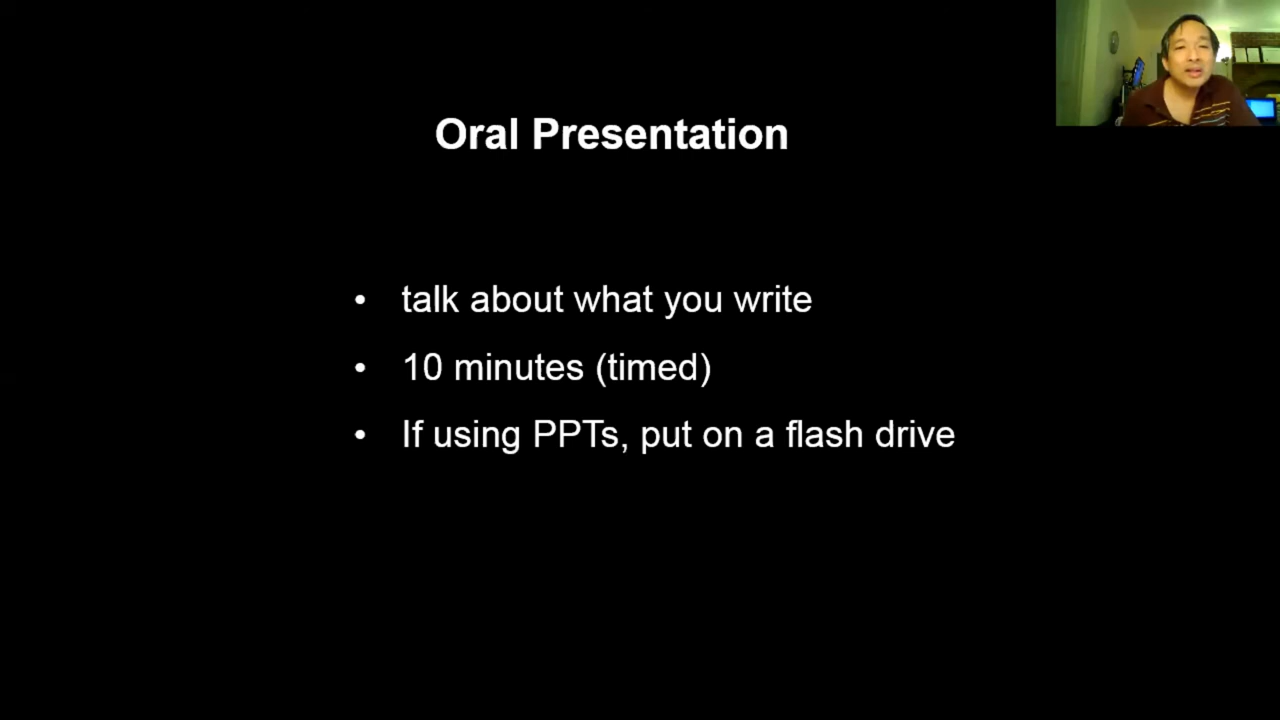 Oral Presentation
• talk about what you write
• 10 minutes (timed)
• If using PPTs, put on a flash drive